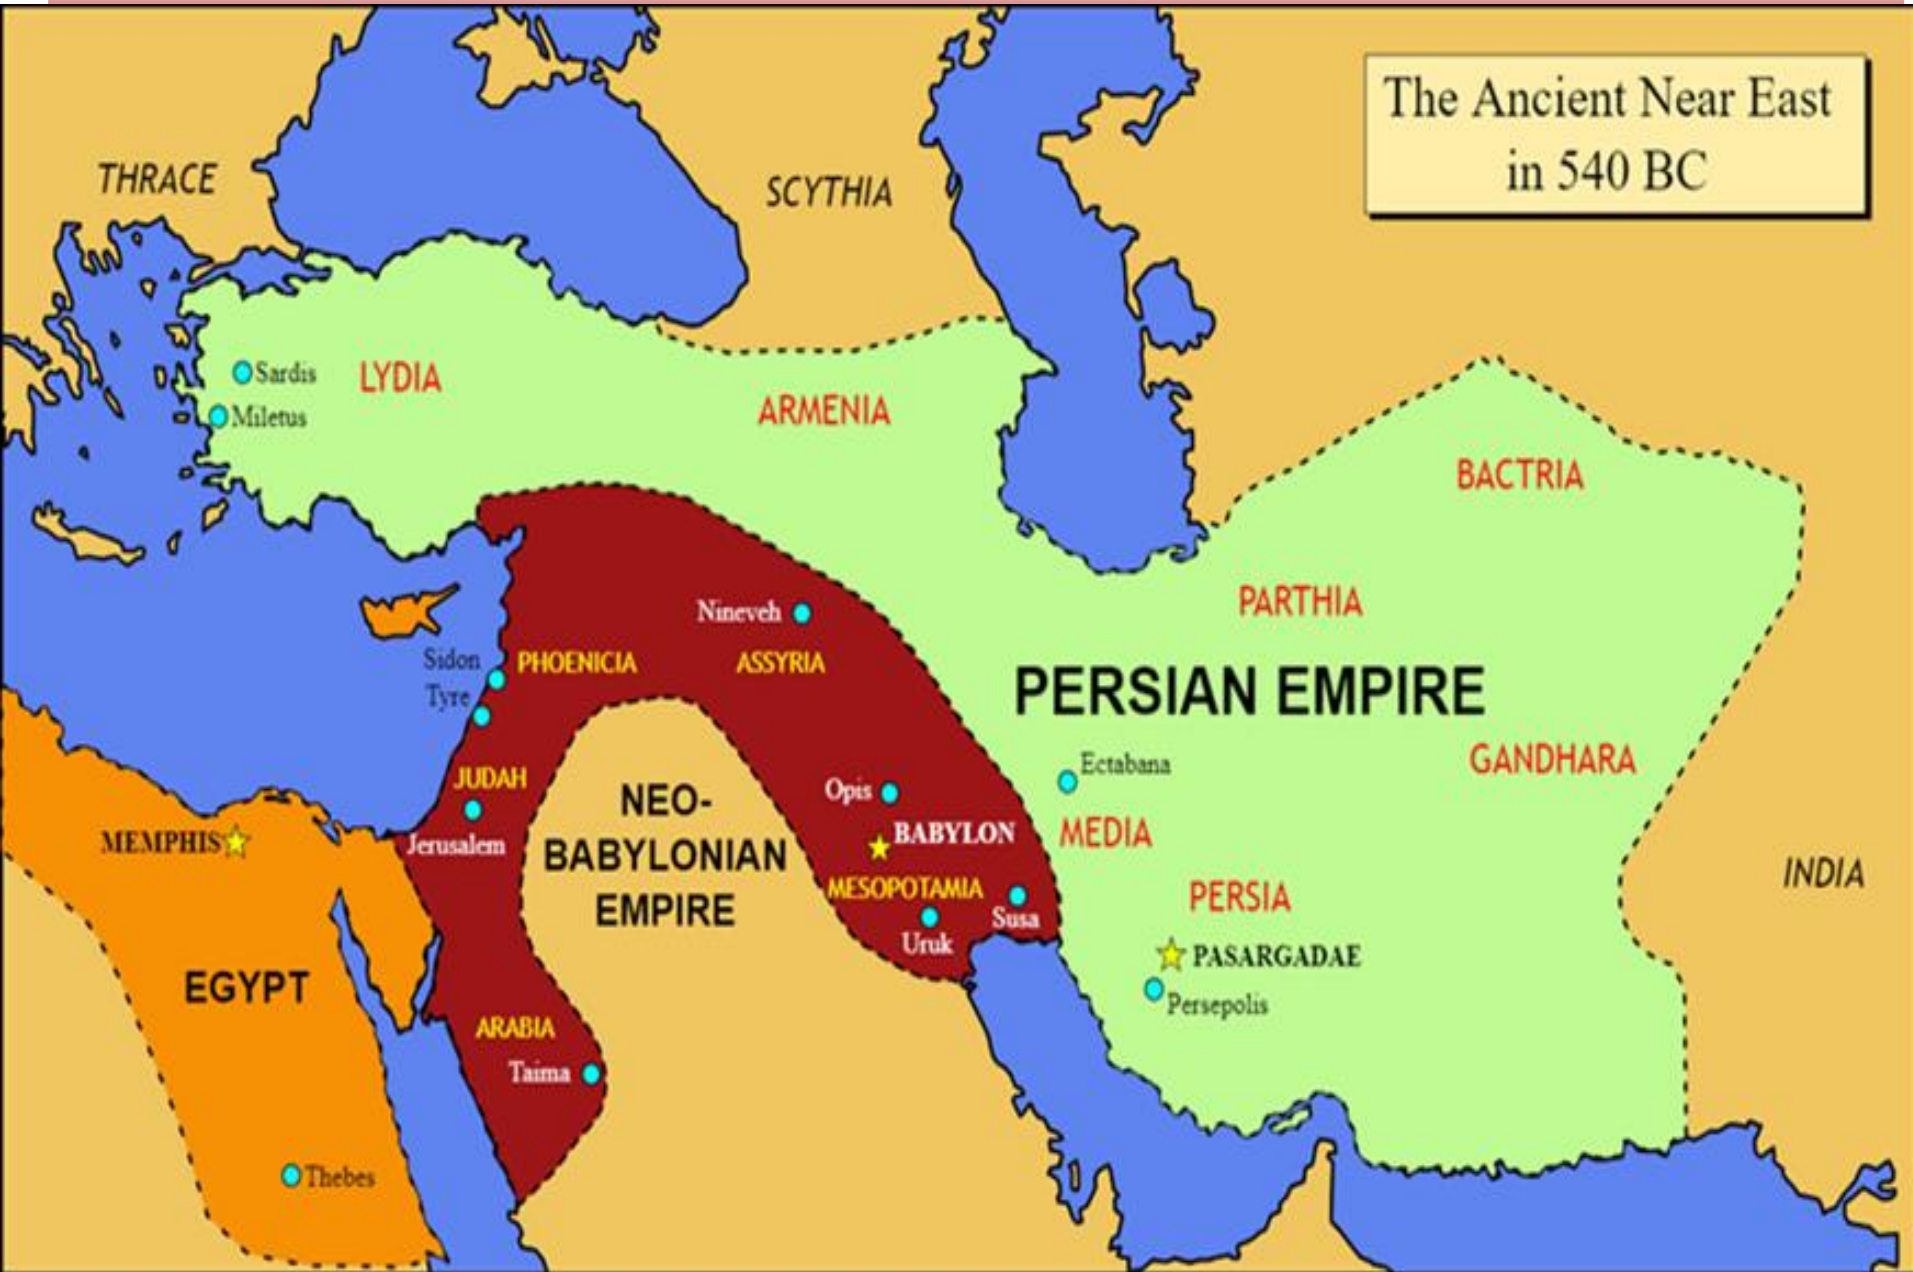 The Ancient Near East
in 540 BC
THRACE
SCYTHIA
Sardis
LYDIA
Miletus
ARMENIA
BACTRIA
PARTHIA
Nineveh
Sidon
PHOENICIA
ASSYRIA
Tyre
PERSIAN EMPIRE
GANDHARA
Ectabana
JUDAH
Opis
NEO-
BABYLONIAN
EMPIRE
MEMPHIS
Jerusalem
BABYLON
MEDIA
INDIA
MESOPOTAMIA
PERSIA
Susa
Uruk
PASARGADAE
EGYPT
Persepolis
ARABIA
Taima
Thebes